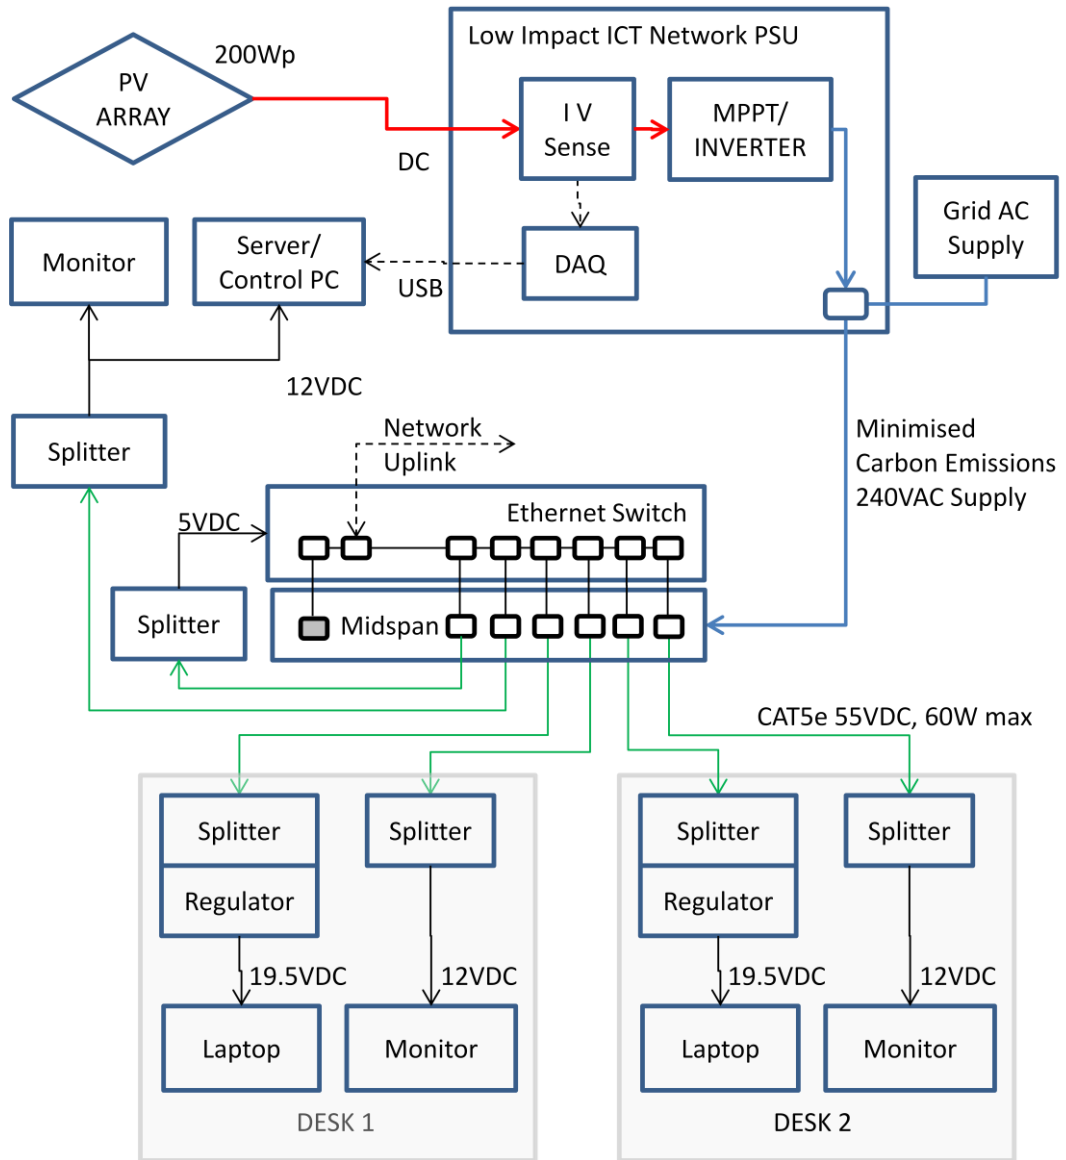 200Wp
PV
ARRAY
Low Impact ICT Network PSU
I V
Sense
MPPT/
INVERTER
DC
Grid AC
Supply
Monitor
Server/
Control PC
USB
DAQ
12VDC
Splitter
Network
Uplink
Minimised
Carbon Emissions
240VAC Supply
5VDC
Ethernet Switch
Splitter
Midspan
CAT5e 55VDC, 60W max
Splitter
Regulator
19.5VDC
Laptop
Splitter
12VDC
Monitor
DESK 1
Splitter
Regulator
19.5VDC
Laptop
Splitter
12VDC
Monitor
DESK 2